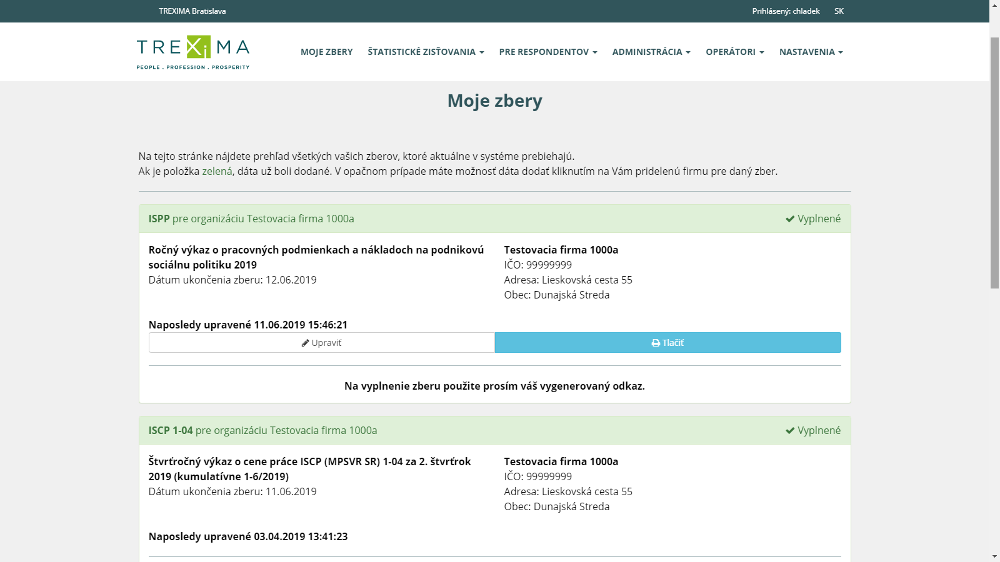 TREXIMA Bratislava
Prihlásený: chladek
SK
TREXiMA
PEOPLE . PROFESSION . PROSPERITY
MOJE ZBERY
ŠTATISTICKÉ ZISŤOVANIA
PRE RESPONDENTOV
ADMINISTRÁCIA
OPERÁTORI
NASTAVENIA
Moje zbery
Na tejto stránke nájdete prehľad všetkých vašich zberov, ktoré aktuálne v systéme prebiehajú.
Ak je položka zelená, dáta už boli dodané. V opačnom prípade máte možnosť dáta dodať kliknutím na Vám pridelenú firmu pre daný zber.
ISPP pre organizáciu Testovacia firma 1000a
Vyplnené
Ročný výkaz o pracovných podmienkach a nákladoch na podnikovú
sociálnu politiku 2019
Dátum ukončenia zberu: 12.06.2019
Testovacia firma 1000a
IČO: 99999999
Adresa: Lieskovská cesta 55
Obec: Dunajská Streda
Naposledy upravené 11.06.2019 15:46:21
Upraviť
Tlačiť
Na vyplnenie zberu použite prosím váš vygenerovaný odkaz.
ISCP 1-04 pre organizáciu Testovacia firma 1000a
Vyplnené
Štvrťročný výkaz o cene práce ISCP (MPSVR SR) 1-04 za 2. štvrťrok
2019 (kumulatívne 1-6/2019)
Dátum ukončenia zberu: 11.06.2019
Testovacia firma 1000a
IČO: 99999999
Adresa: Lieskovská cesta 55
Obec: Dunajská Streda
Naposledy upravené 03.04.2019 13:41:23